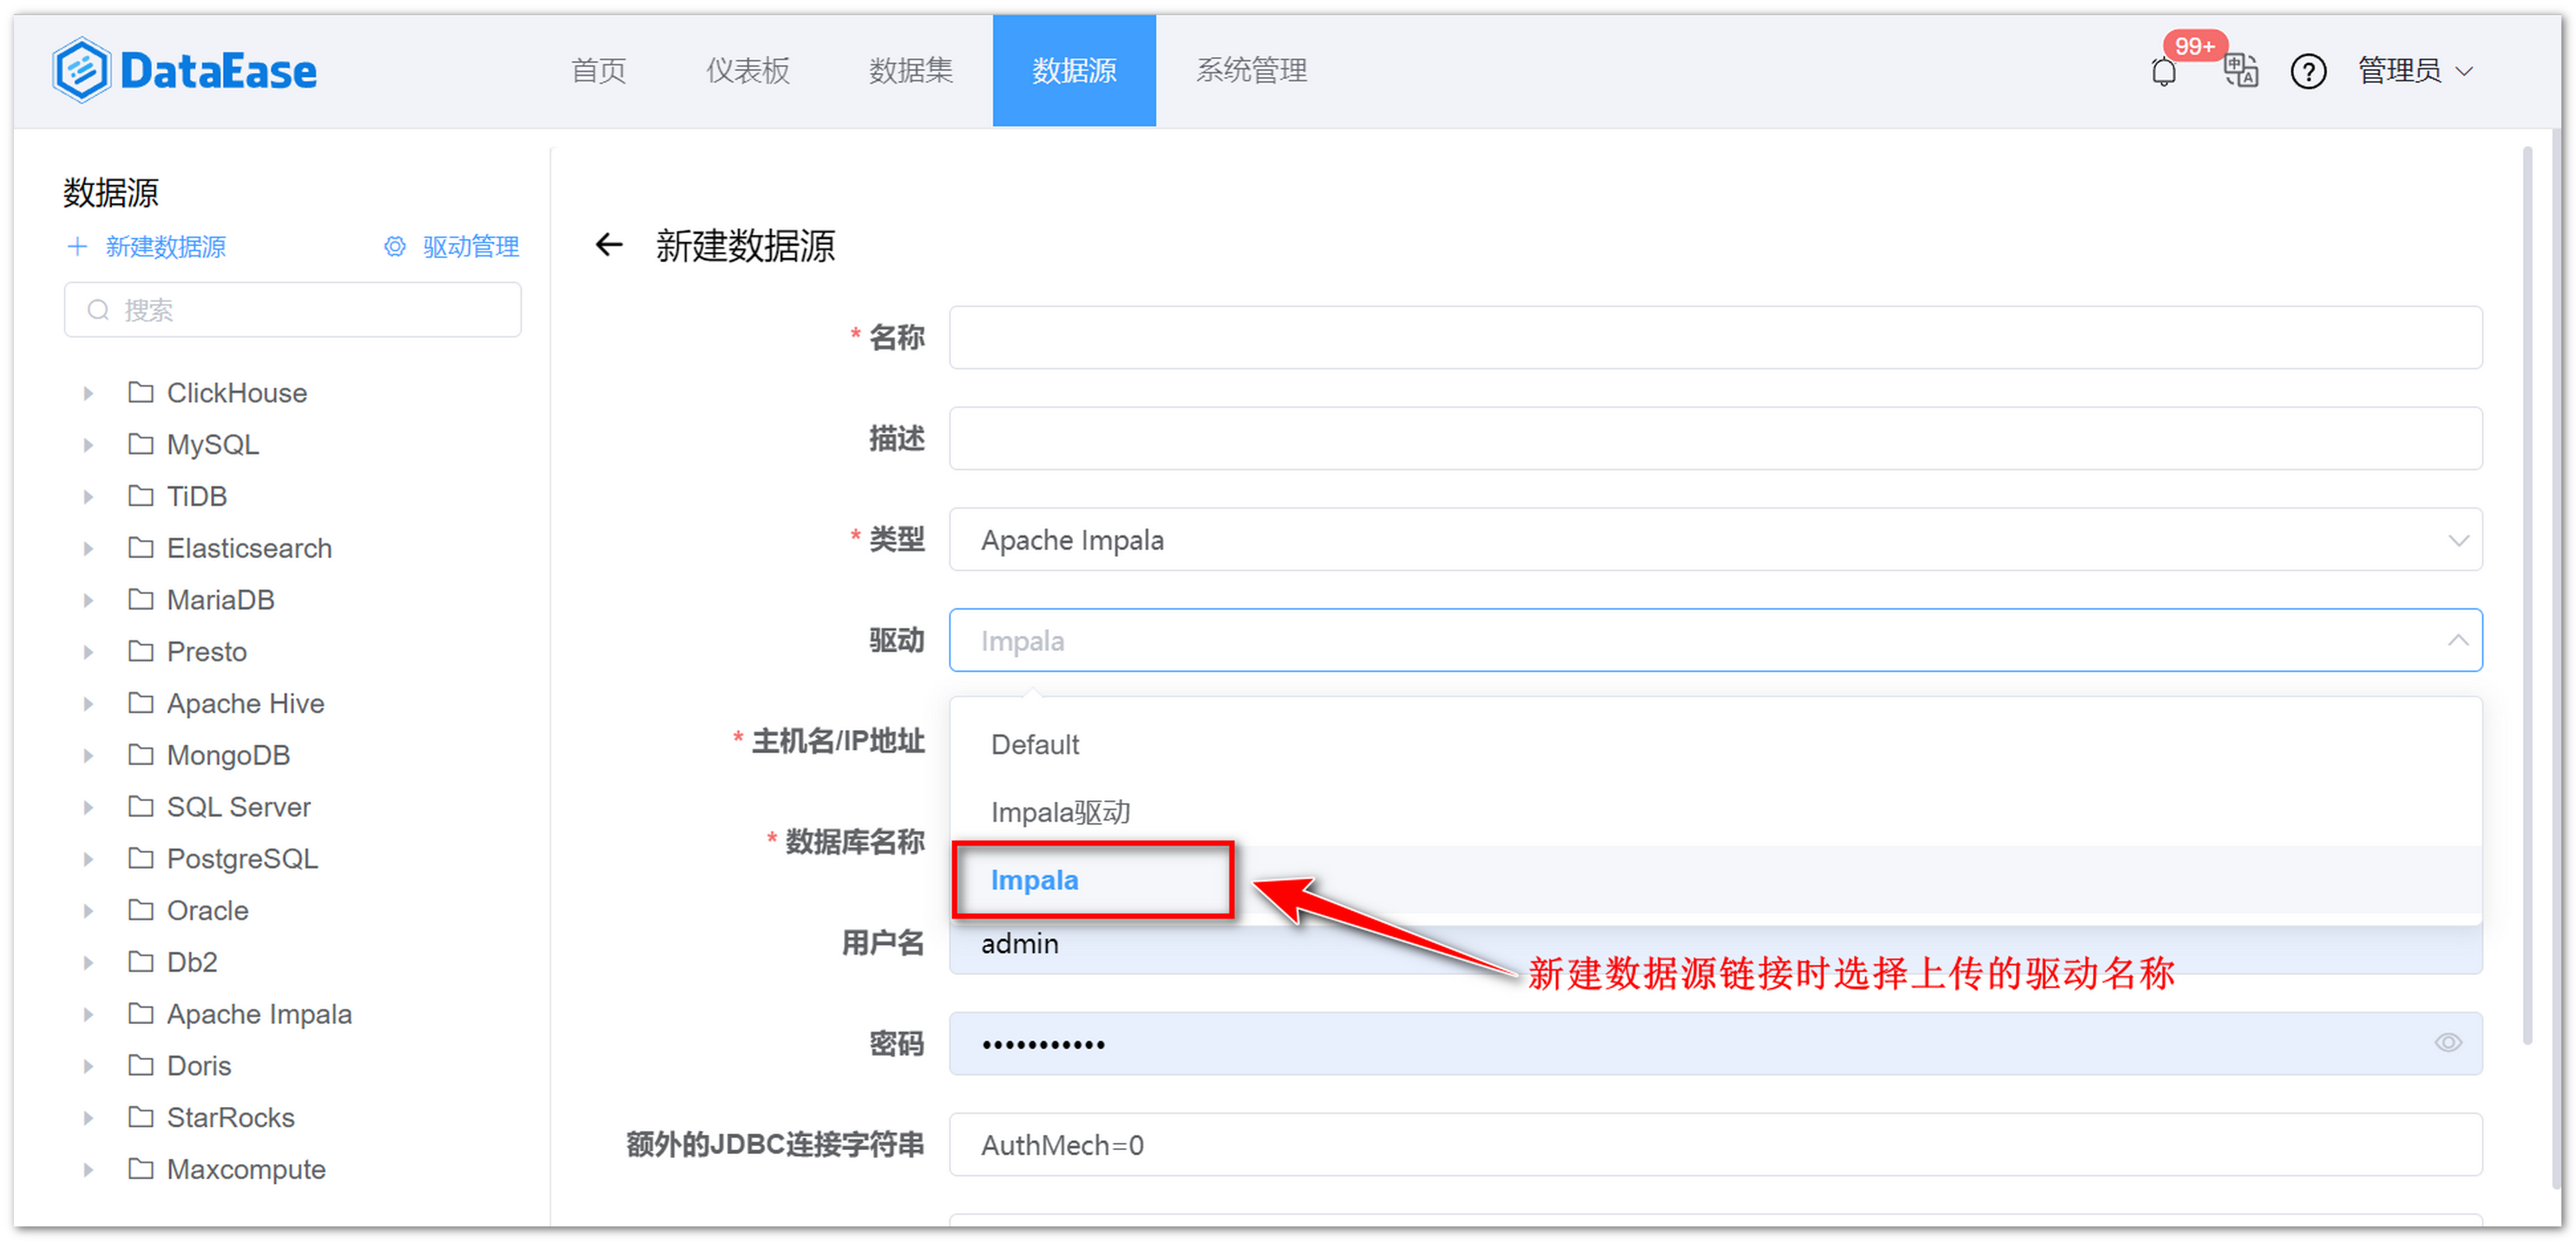 DataEase
首页 仪表板 数据集 数据源 系统管理 99+ 中 A ? 管理员
数据源
新建数据源 驱动管理
搜索
ClickHouse
MySQL
TiDB
Elasticsearch
MariaDB
Presto
Apache Hive
MongoDB
SQL Server
PostgreSQL
Oracle
Db2
Apache Impala
Doris
StarRocks
Maxcompute
新建数据源
* 名称
描述
* 类型 Apache Impala
驱动 Impala
* 主机名/IP地址
Default
Impala驱动
* 数据库名称
Impala
用户名 admin
新建数据源链接时选择上传的驱动名称
密码 •••••••••••
额外的JDBC连接字符串 AuthMech=0